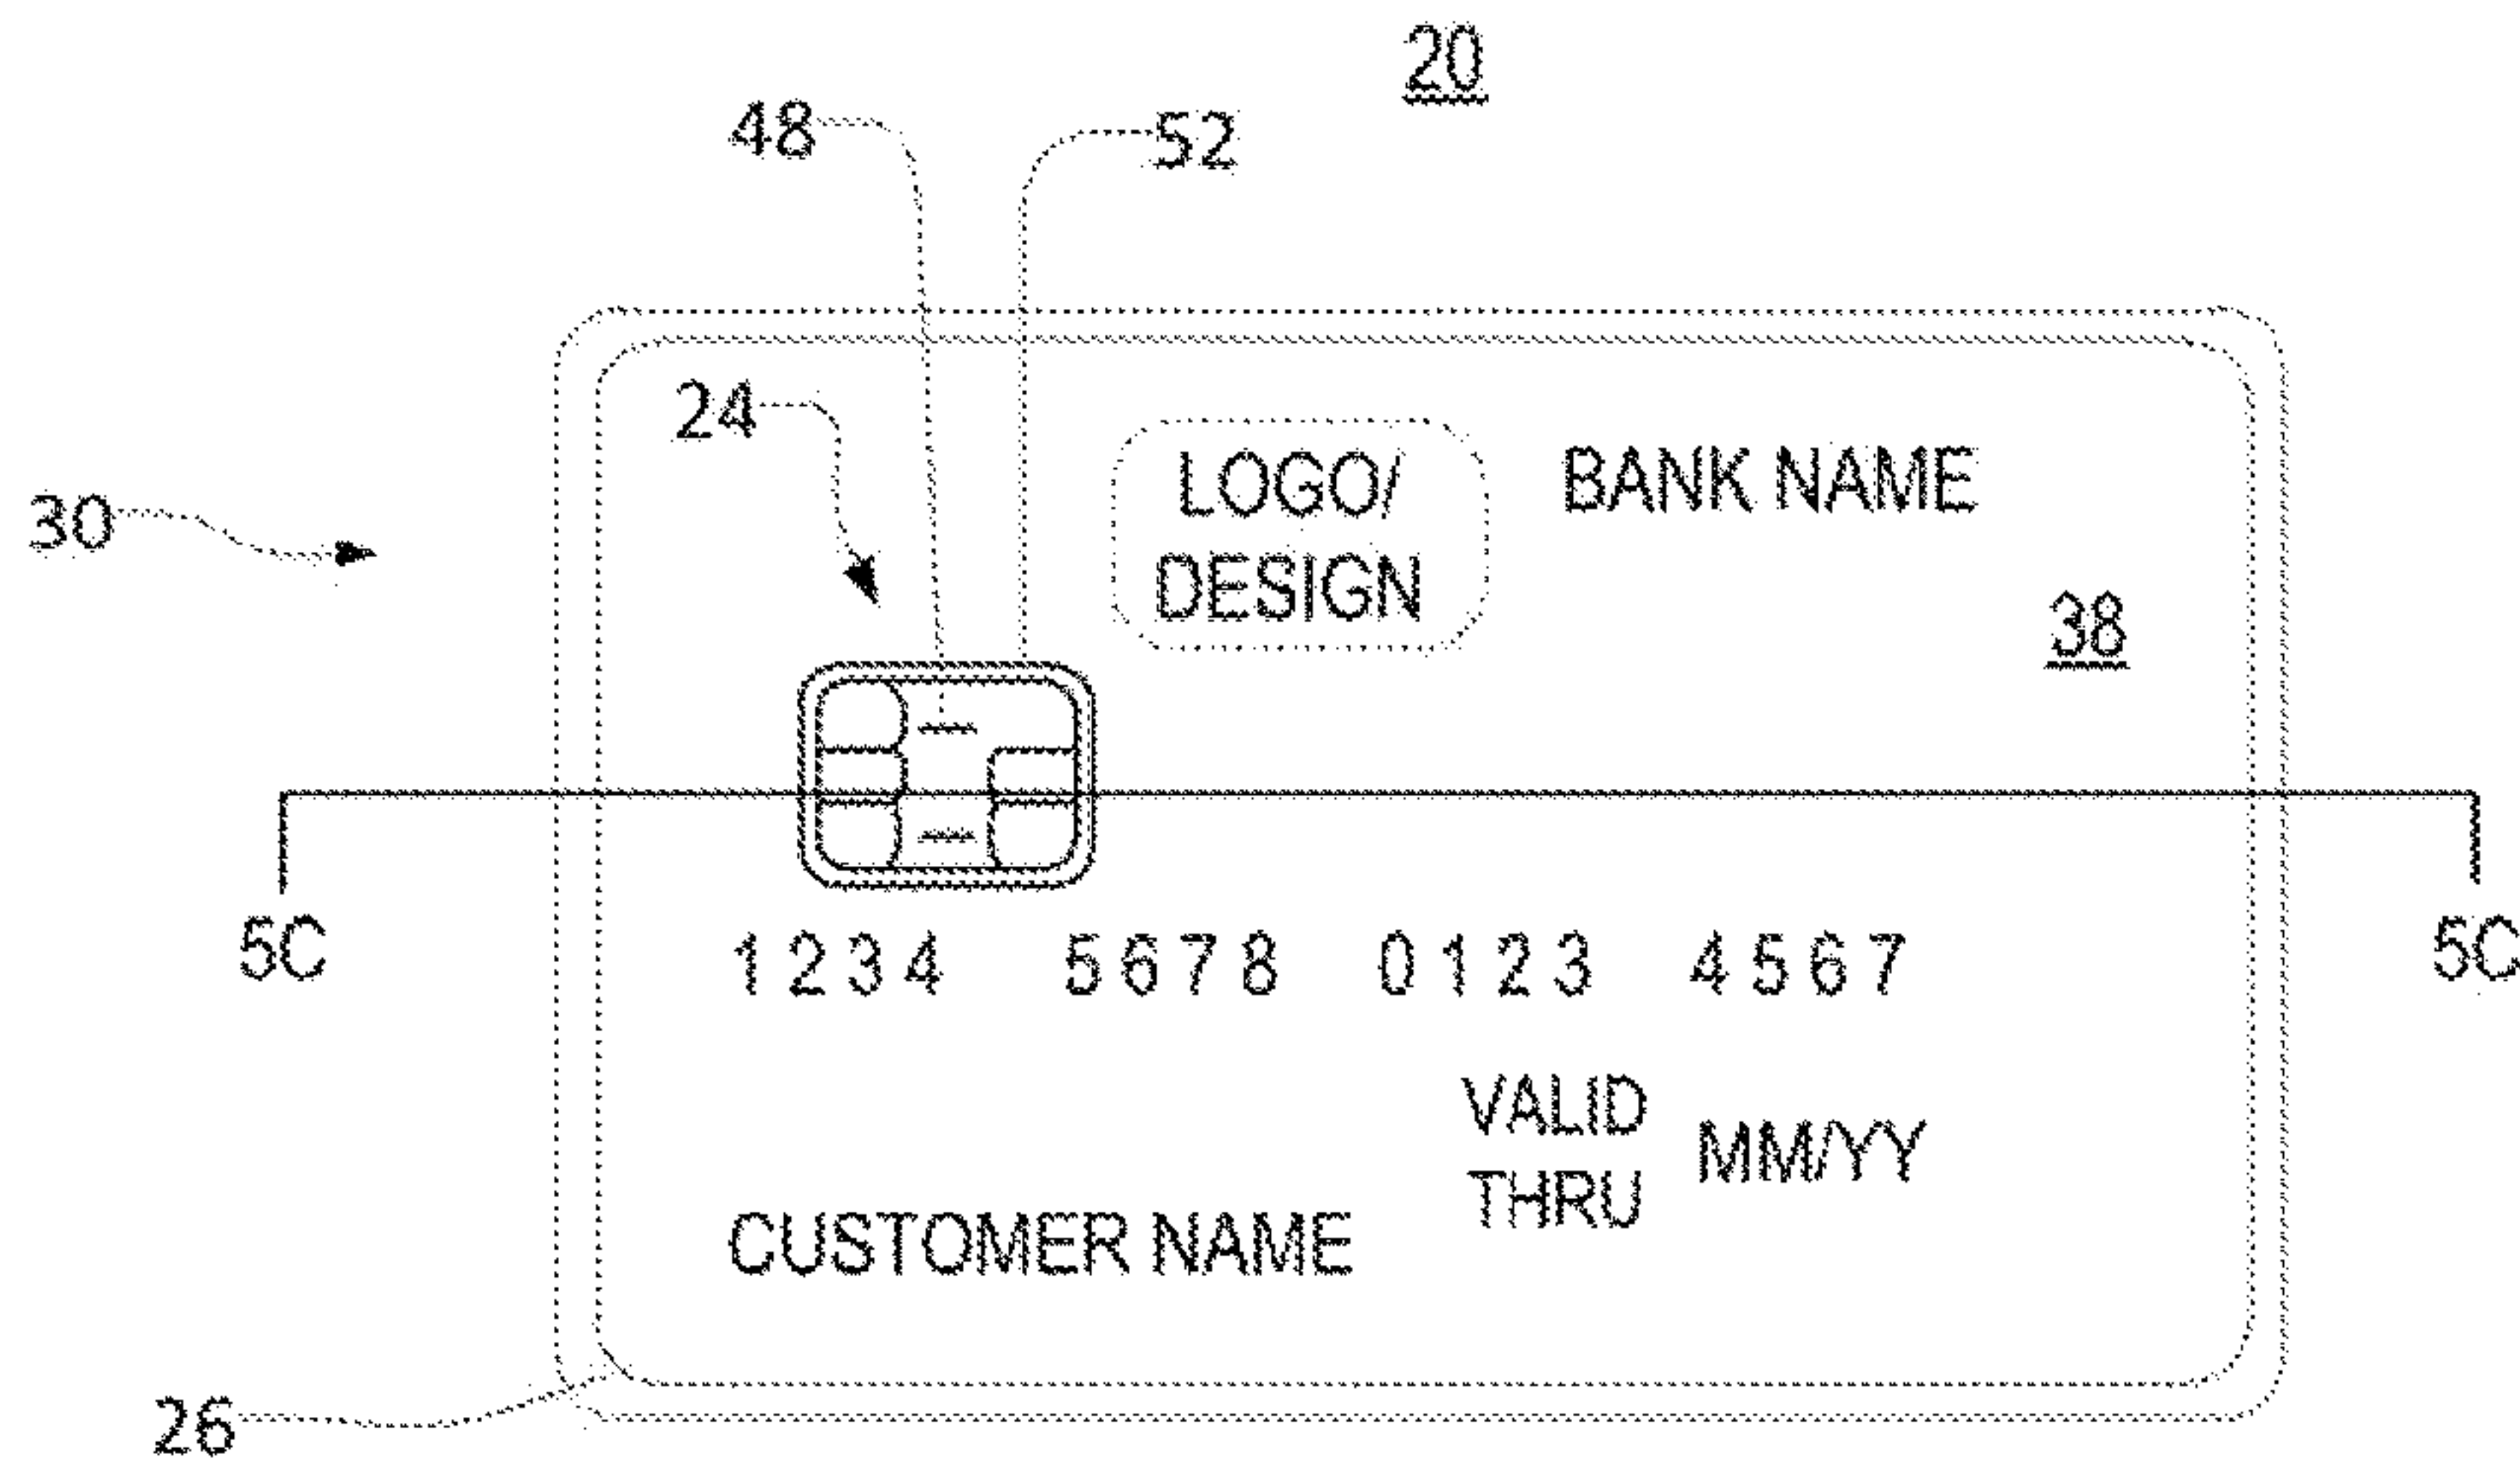 20
48
52
24
LOGO/
DESIGN
BANK NAME
30
38
5C
5C
1234 5678 0123 4567
VALID
THRU
MM/YY
CUSTOMER NAME
26